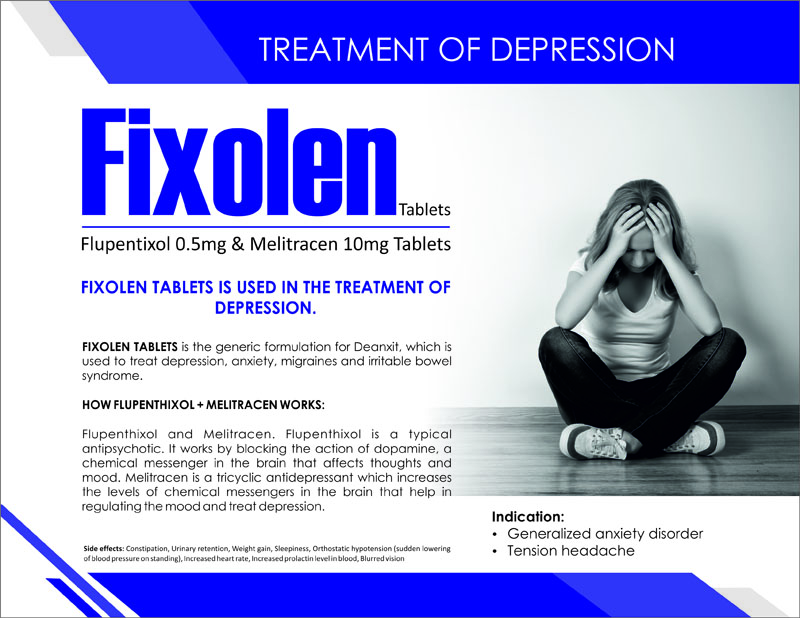 TREATMENT OF DEPRESSION
Fixolen
Tablets
Flupentixol 0.5mg & Melitracen 10mg Tablets
FIXOLEN TABLETS IS USED IN THE TREATMENT OF
DEPRESSION.
FIXOLEN TABLETS is the generic formulation for Deanxit, which is
used to treat depression, anxiety, migraines and irritable bowel
syndrome.
HOW FLUPENTHIXOL + MELITRACEN WORKS:
Flupenthixol and Melitracen. Flupenthixol is a typical
antipsychotic. It works by blocking the action of dopamine, a
chemical messenger in the brain that affects thoughts and
mood. Melitracen is a tricyclic antidepressant which increases
the levels of chemical messengers in the brain that help in
regulating the mood and treat depression.
Side effects: Constipation, Urinary retention, Weight gain, Sleepiness, Orthostatic hypotension (sudden lowering
of blood pressure on standing), Increased heart rate, Increased prolactin level in blood, Blurred vision
Indication:
• Generalized anxiety disorder
• Tension headache